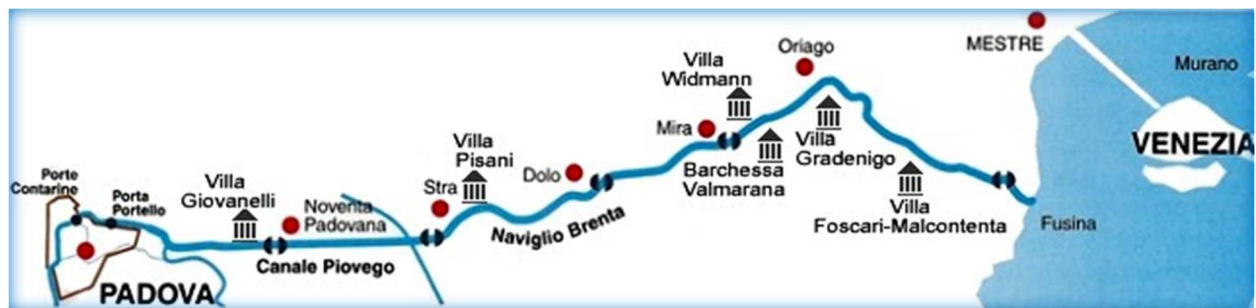 Porte
Contarine
Porta
Portello
PADOVA
Villa
Giovanelli
Noventa
Padovana
Canale Piovego
Stra
Villa
Pisani
Dolo
Naviglio Brenta
Mira
Villa
Widmann
Barchessa
Valmarana
Oriago
Villa
Gradenigo
Villa
Foscari-Malcontenta
MESTRE
Murano
VENEZIA
Fusina